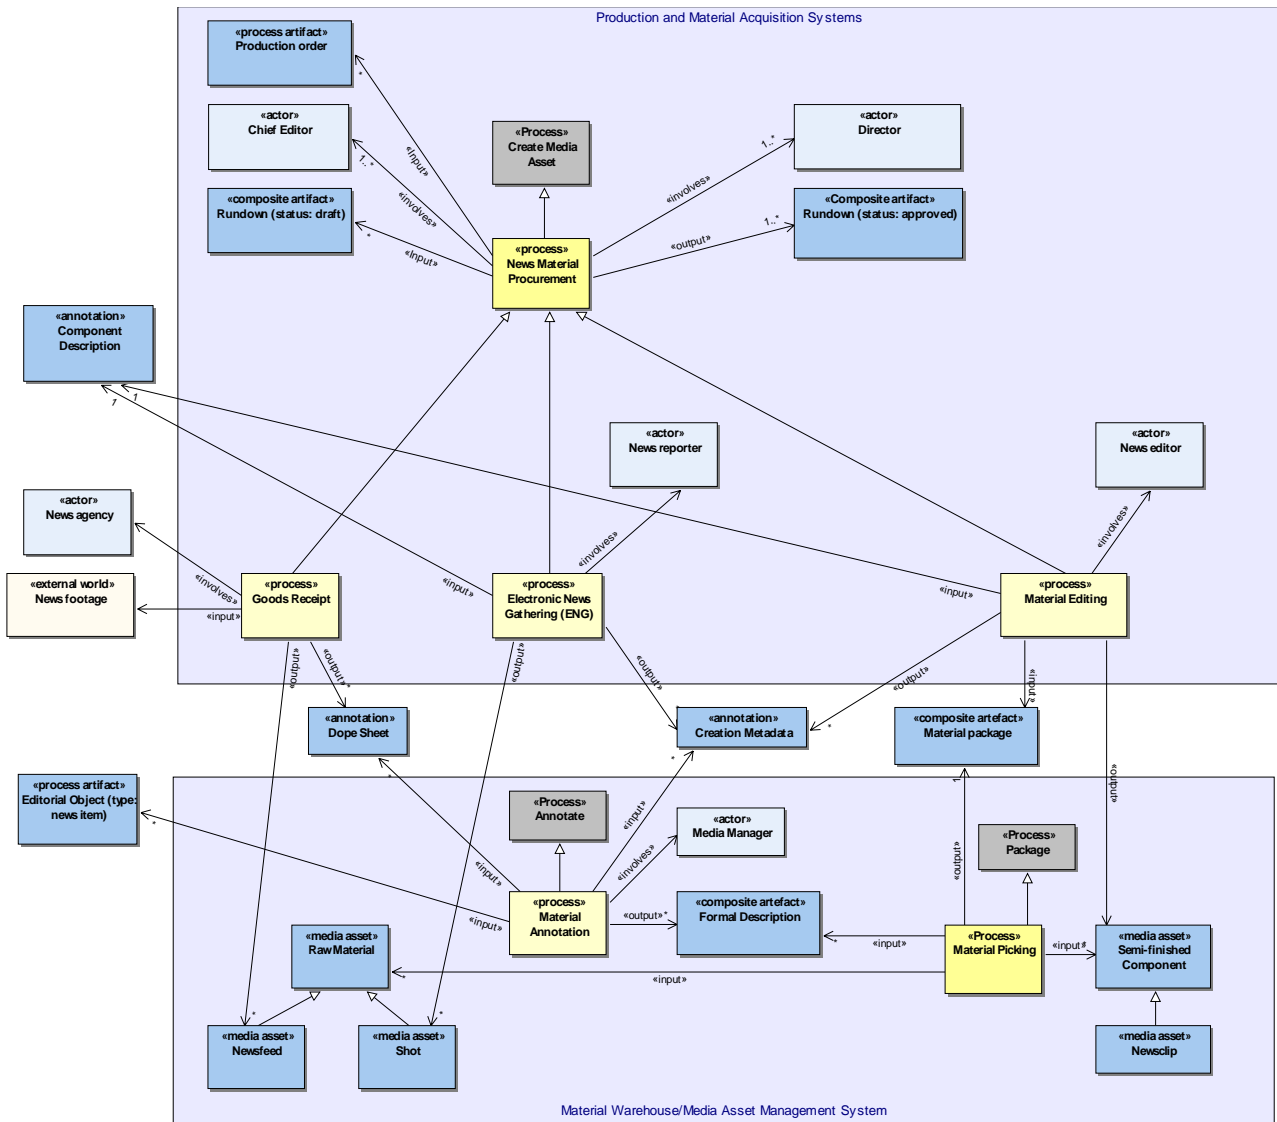 Production and Material Acquisition Systems
«process artifact»
Production order
*
«actor»
Chief Editor
1..*
«Input»
«Process»
Create Media
Asset
«actor»
Director
1..*
«involves»
«involves»
«composite artifact»
Rundown (status: draft)
*
«Input»
«Composite artifact»
Rundown (status: approved)
1..*
«output»
«process»
News Material
Procurement
«annotation»
Component
Description
1
1
«actor»
News reporter
«actor»
News editor
«actor»
News agency
«involves»
«involves»
«involves»
«external world»
News footage
«input»
«process»
Goods Receipt
«input»
«process»
Electronic News
Gathering (ENG)
«input»
«process»
Material Editing
«output»
«output»
*
«output»
«output»
*
«output»
*
«input»
«annotation»
Dope Sheet
*
«annotation»
Creation Metadata
*
«composite artefact»
Material package
1
«output»
«process artifact»
Editorial Object (type:
news item)
*
«Process»
Annotate
«actor»
Media Manager
«input»
«involves»
«Process»
Package
«input»
«input»
«output»
«process»
Material
Annotation
«output»
*
«composite artefact»
Formal Description
*
«input»
«Process»
Material Picking
«input»
*
«media asset»
Semi-finished
Component
«media asset»
Raw Material
*
«input»
«media asset»
Newsfeed
*
«media asset»
Shot
*
«media asset»
Newsclip
Material Warehouse/Media Asset Management System